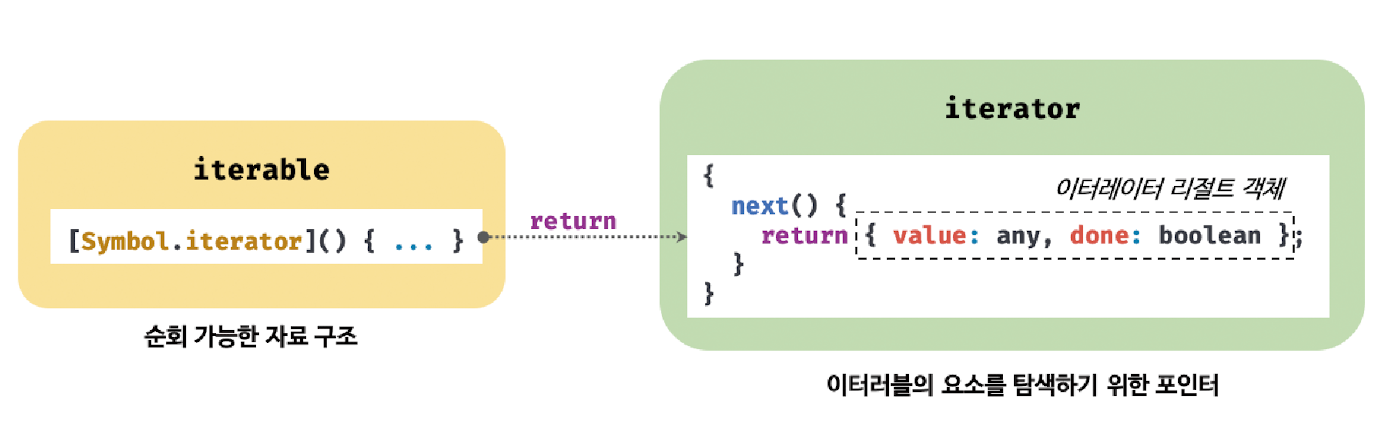 iterable
[Symbol.iterator]() { ... }
순회 가능한 자료 구조
return
iterator
{
이터레이터 리절트 객체
next() {
return { value: any, done: boolean };
}
}
이터러블의 요소를 탐색하기 위한 포인터